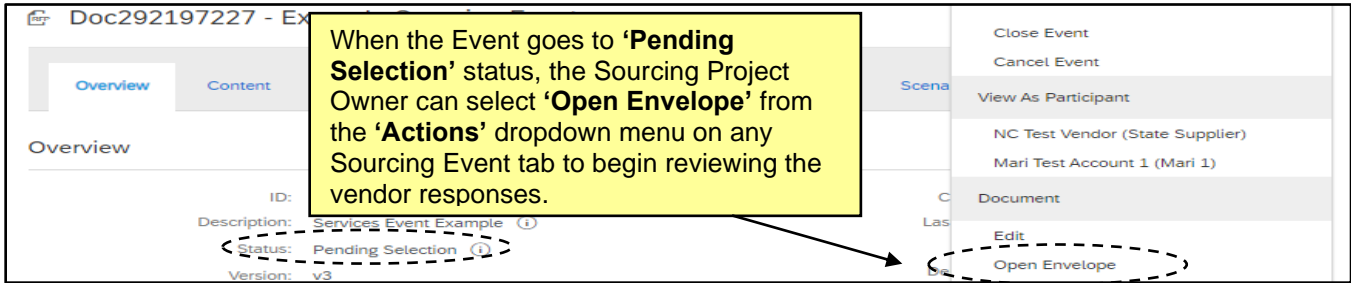 Doc292197227 - Ex
When the Event goes to ‘Pending
Selection’ status, the Sourcing Project
Owner can select ‘Open Envelope’ from
the ‘Actions’ dropdown menu on any
Sourcing Event tab to begin reviewing the
vendor responses.
Overview
Content
Scena
Overview
ID:
Description: Services Event Example
Status: Pending Selection
Version: v3
C
Las
De
Close Event
Cancel Event
View As Participant
NC Test Vendor (State Supplier)
Mari Test Account 1 (Mari 1)
Document
Edit
Open Envelope